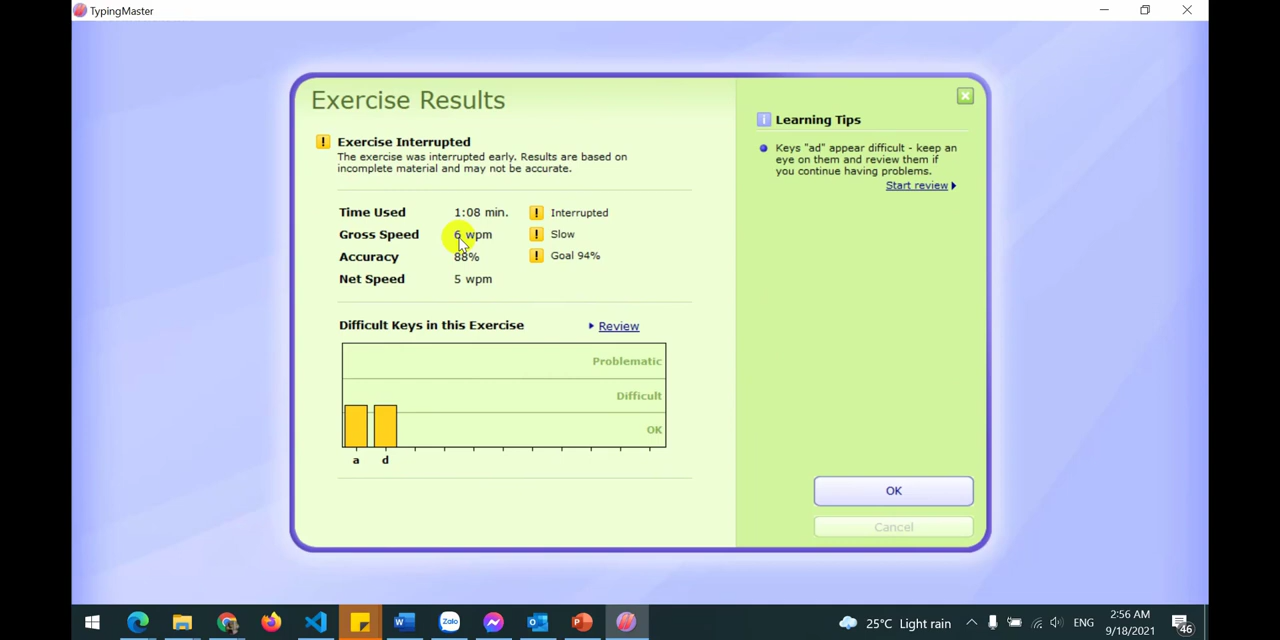 TypingMaster
Exercise Results
! Exercise Interrupted
The exercise was interrupted early. Results are based on
incomplete material and may not be accurate.
Time Used 1:08 min. ! Interrupted
Gross Speed 6 wpm ! Slow
Accuracy 88% ! Goal 94%
Net Speed 5 wpm
Difficult Keys in this Exercise Review
Problematic
Difficult
OK
a d
i Learning Tips
Keys "ad" appear difficult - keep an
eye on them and review them if
you continue having problems.
Start review
OK
Cancel
W Zalo P 25°C Light rain ENG 2:56 AM
9/18/2021 46